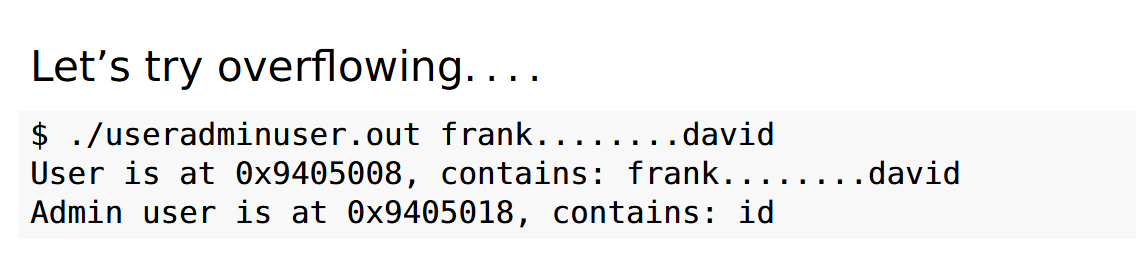 Let’s try overflowing....
$ ./useradminuser.out frank........david
User is at 0x9405008, contains: frank........david
Admin user is at 0x9405018, contains: id